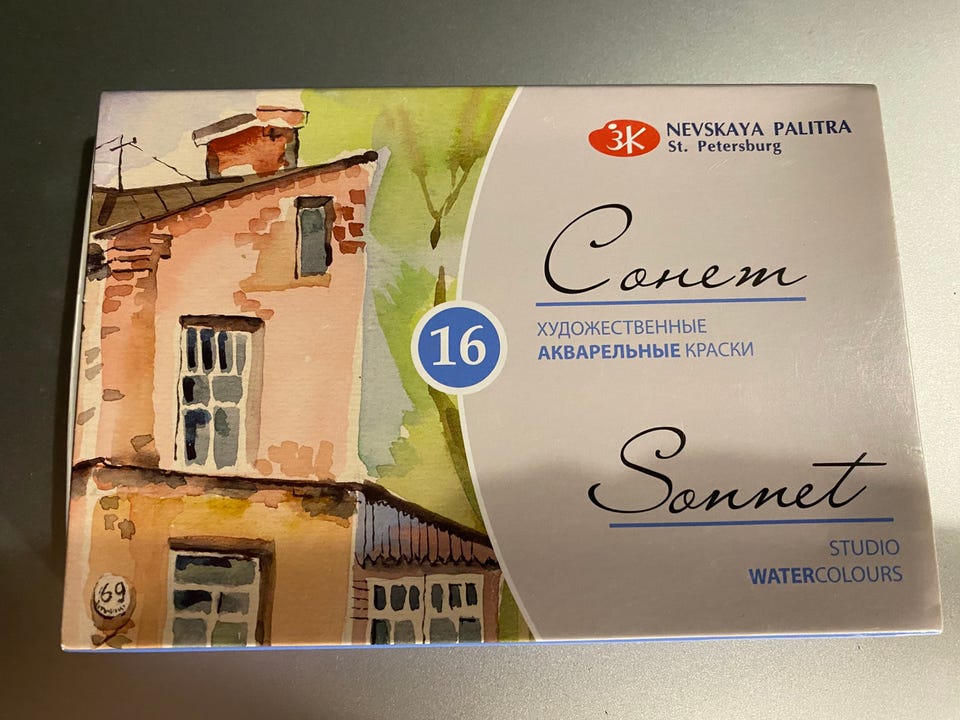 ЗК
NEVSKAYA PALITRA
St. Petersburg
Сонет
ХУДОЖЕСТВЕННЫЕ
АКВАРЕЛЬНЫЕ КРАСКИ
16
Sonnet
STUDIO
WATERCOLOURS
69